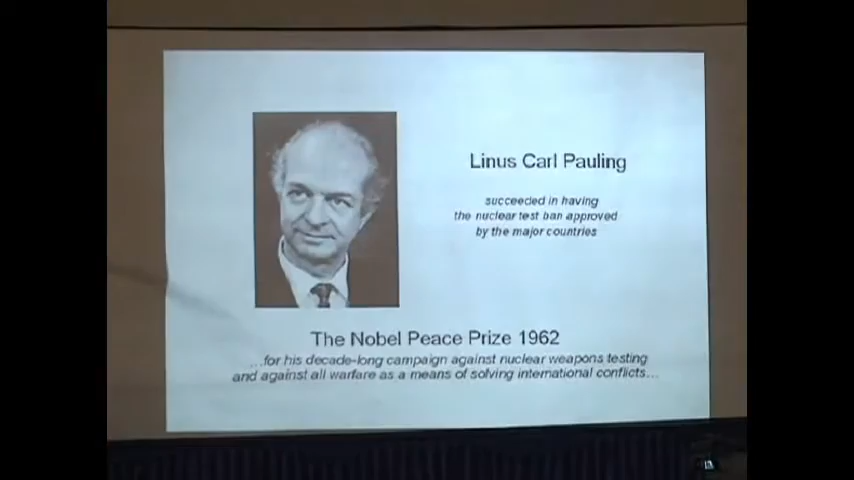 Linus Carl Pauling
succeeded in having
the nuclear test ban approved
by the major countries
The Nobel Peace Prize 1962
...for his decade-long campaign against nuclear weapons testing
and against all warfare as a means of solving international conflicts...